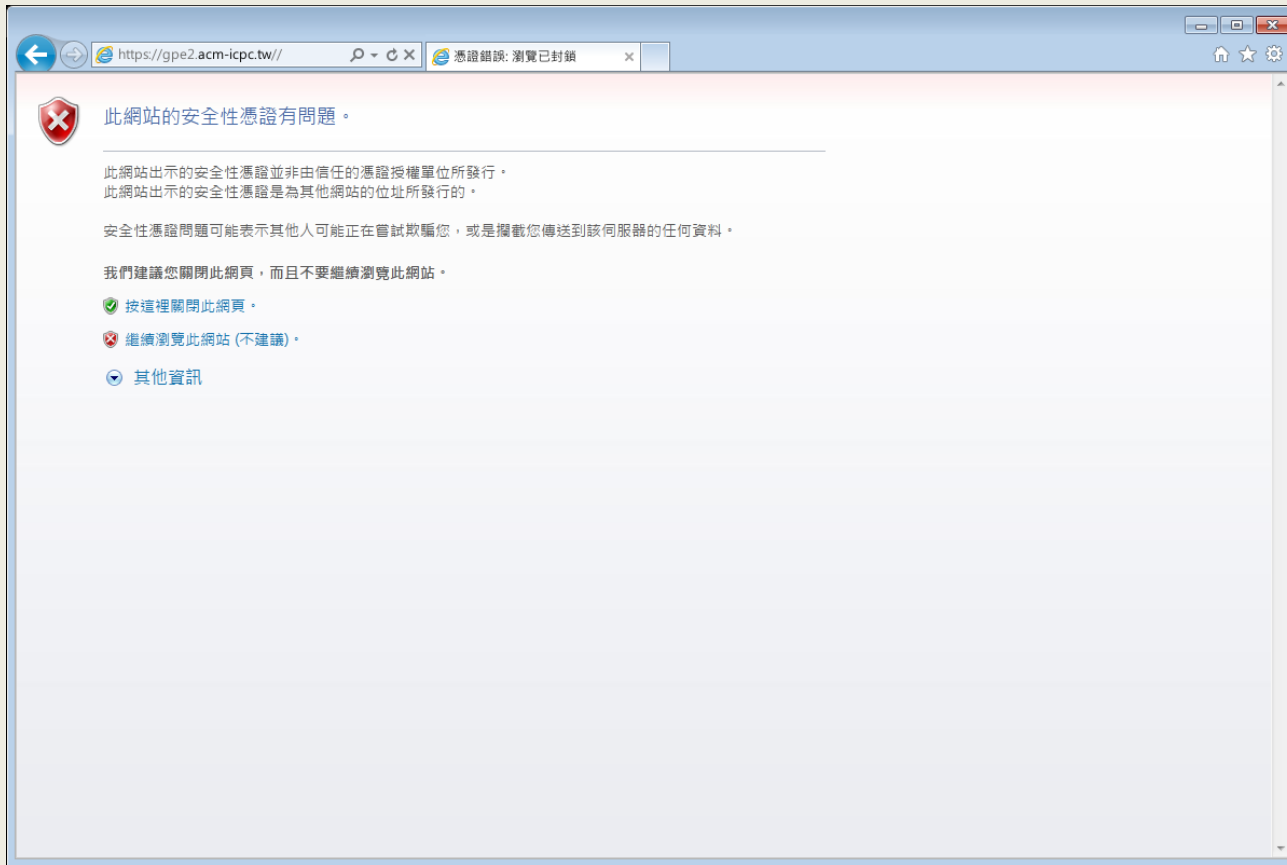 https://gpe2.acm-icpc.tw//
憑證錯誤: 瀏覽已封鎖
此網站的安全性憑證有問題。
此網站出示的安全性憑證並非由信任的憑證授權單位所發行。
此網站出示的安全性憑證是為其他網站的位址所發行的。
安全性憑證問題可能表示其他人可能正在嘗試欺騙您，或是攔截您傳送到該伺服器的任何資料。
我們建議您關閉此網頁，而且不要繼續瀏覽此網站。
按這裡關閉此網頁。
繼續瀏覽此網站 (不建議)。
其他資訊